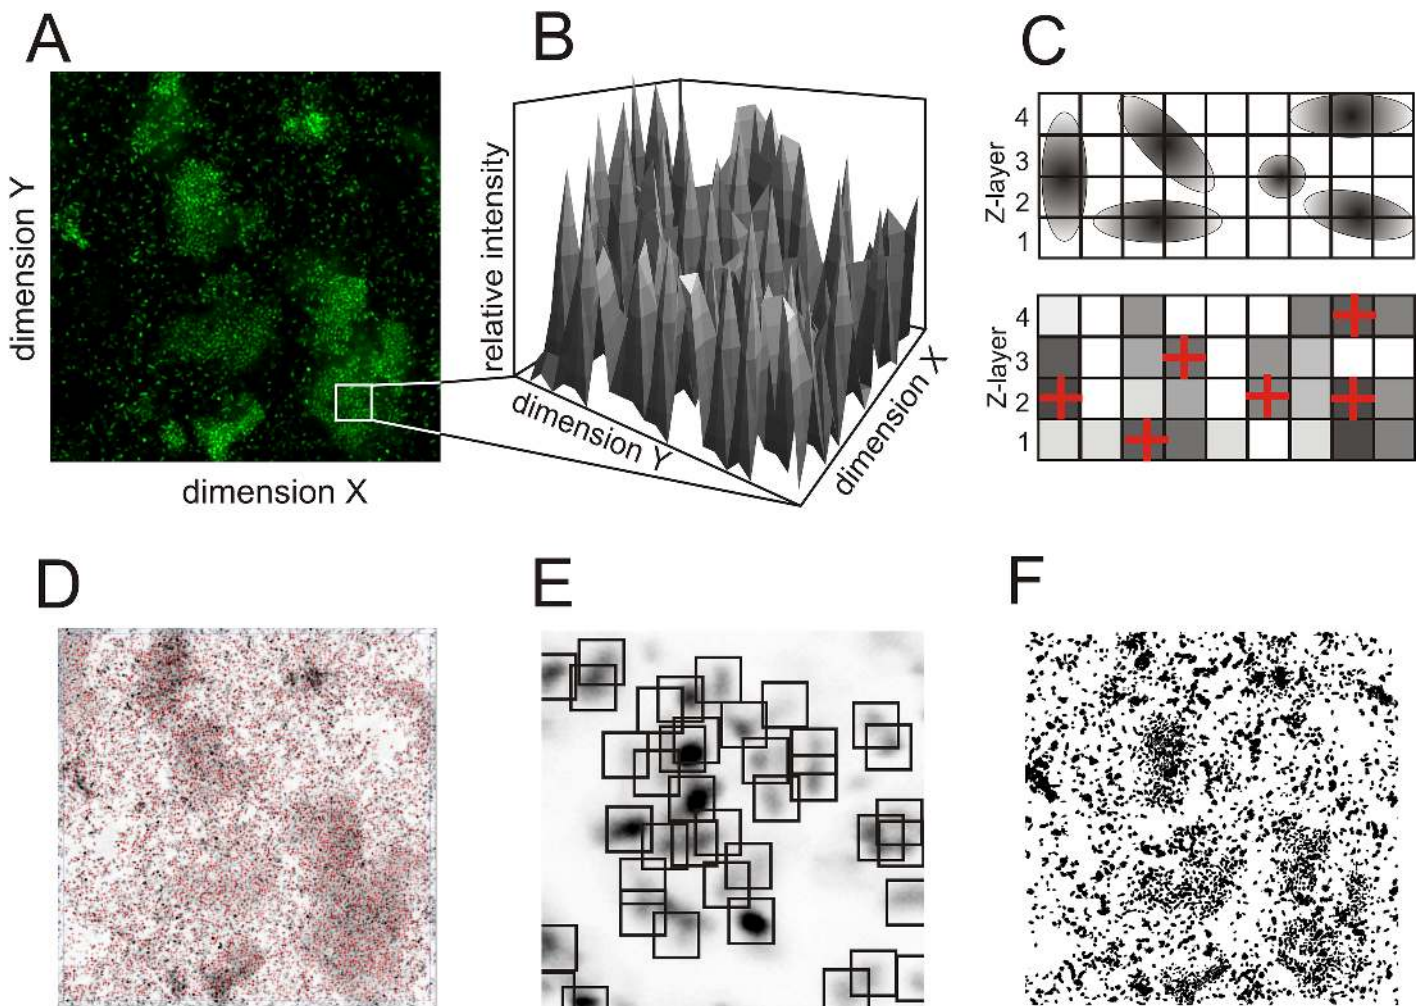 A
dimension Y
dimension X
B
relative intensity
dimension Y
dimension X
C
Z-layer
4
3
2
1
Z-layer
4
3
2
1
D
E
F